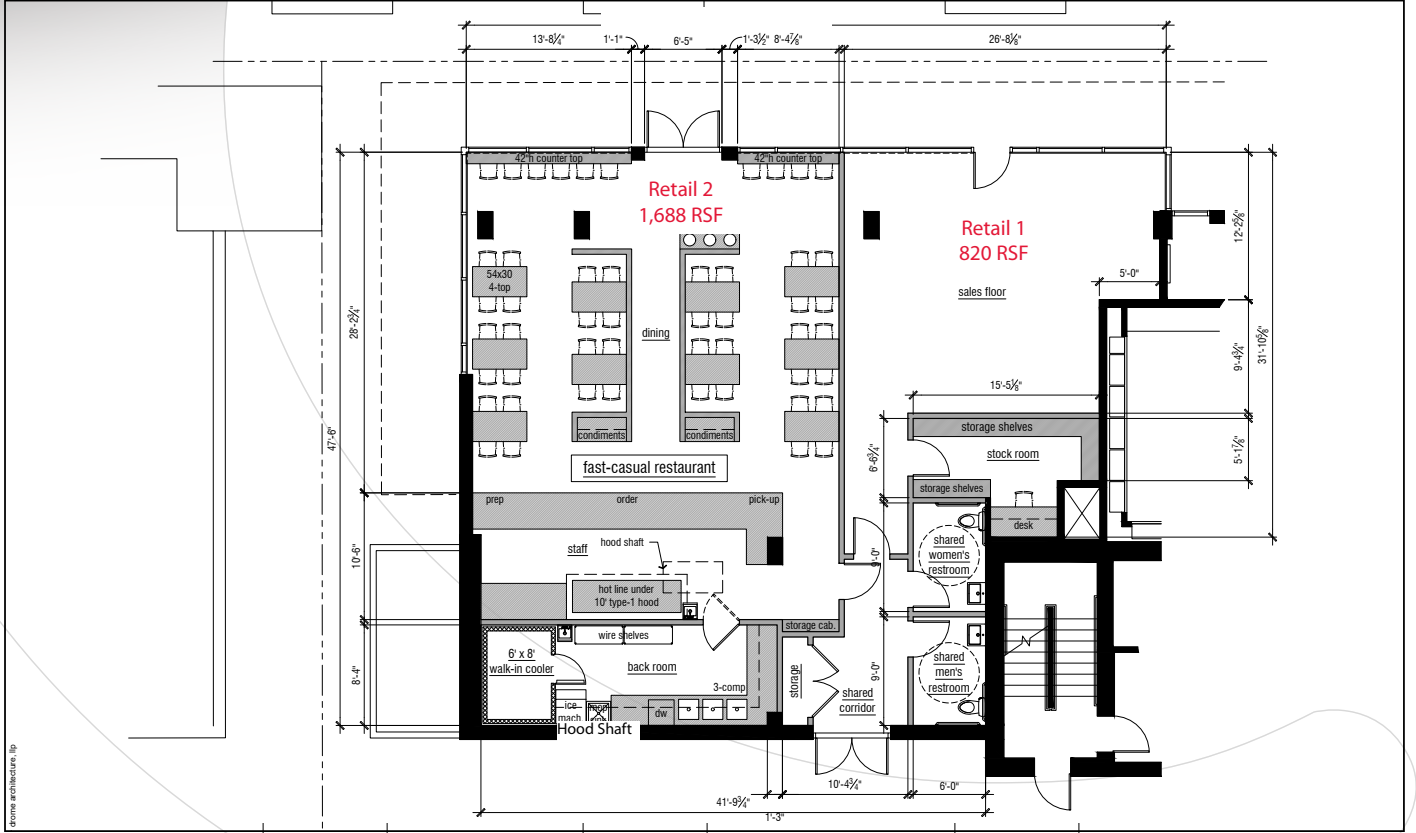 13'-8¼"
1'-1"
6'-5"
1'-3½"
8'-4⅞"
26'-8⅛"
42"h counter top
42"h counter top
Retail 2
1,688 RSF
Retail 1
820 RSF
sales floor
12'-2⅝"
5'-0"
54x30
4-top
dining
28'-2¾"
31'-10⅝"
9'-4¾"
15'-5⅛"
condiments
condiments
storage shelves
47'-6"
6'-6¾"
stock room
5'-1⅞"
fast-casual restaurant
storage shelves
prep
order
pick-up
desk
10'-6"
staff
hood shaft
9'-0"
shared
women's
restroom
hot line under
10' type-1 hood
storage cab.
wire shelves
6' x 8'
walk-in cooler
back room
8'-4"
storage
shared
corridor
9'-0"
shared
men's
restroom
3-comp
ice
mach
mop
dw
Hood Shaft
10'-4¾"
6'-0"
41'-9¾"
1'-3"
drome architecture, llp